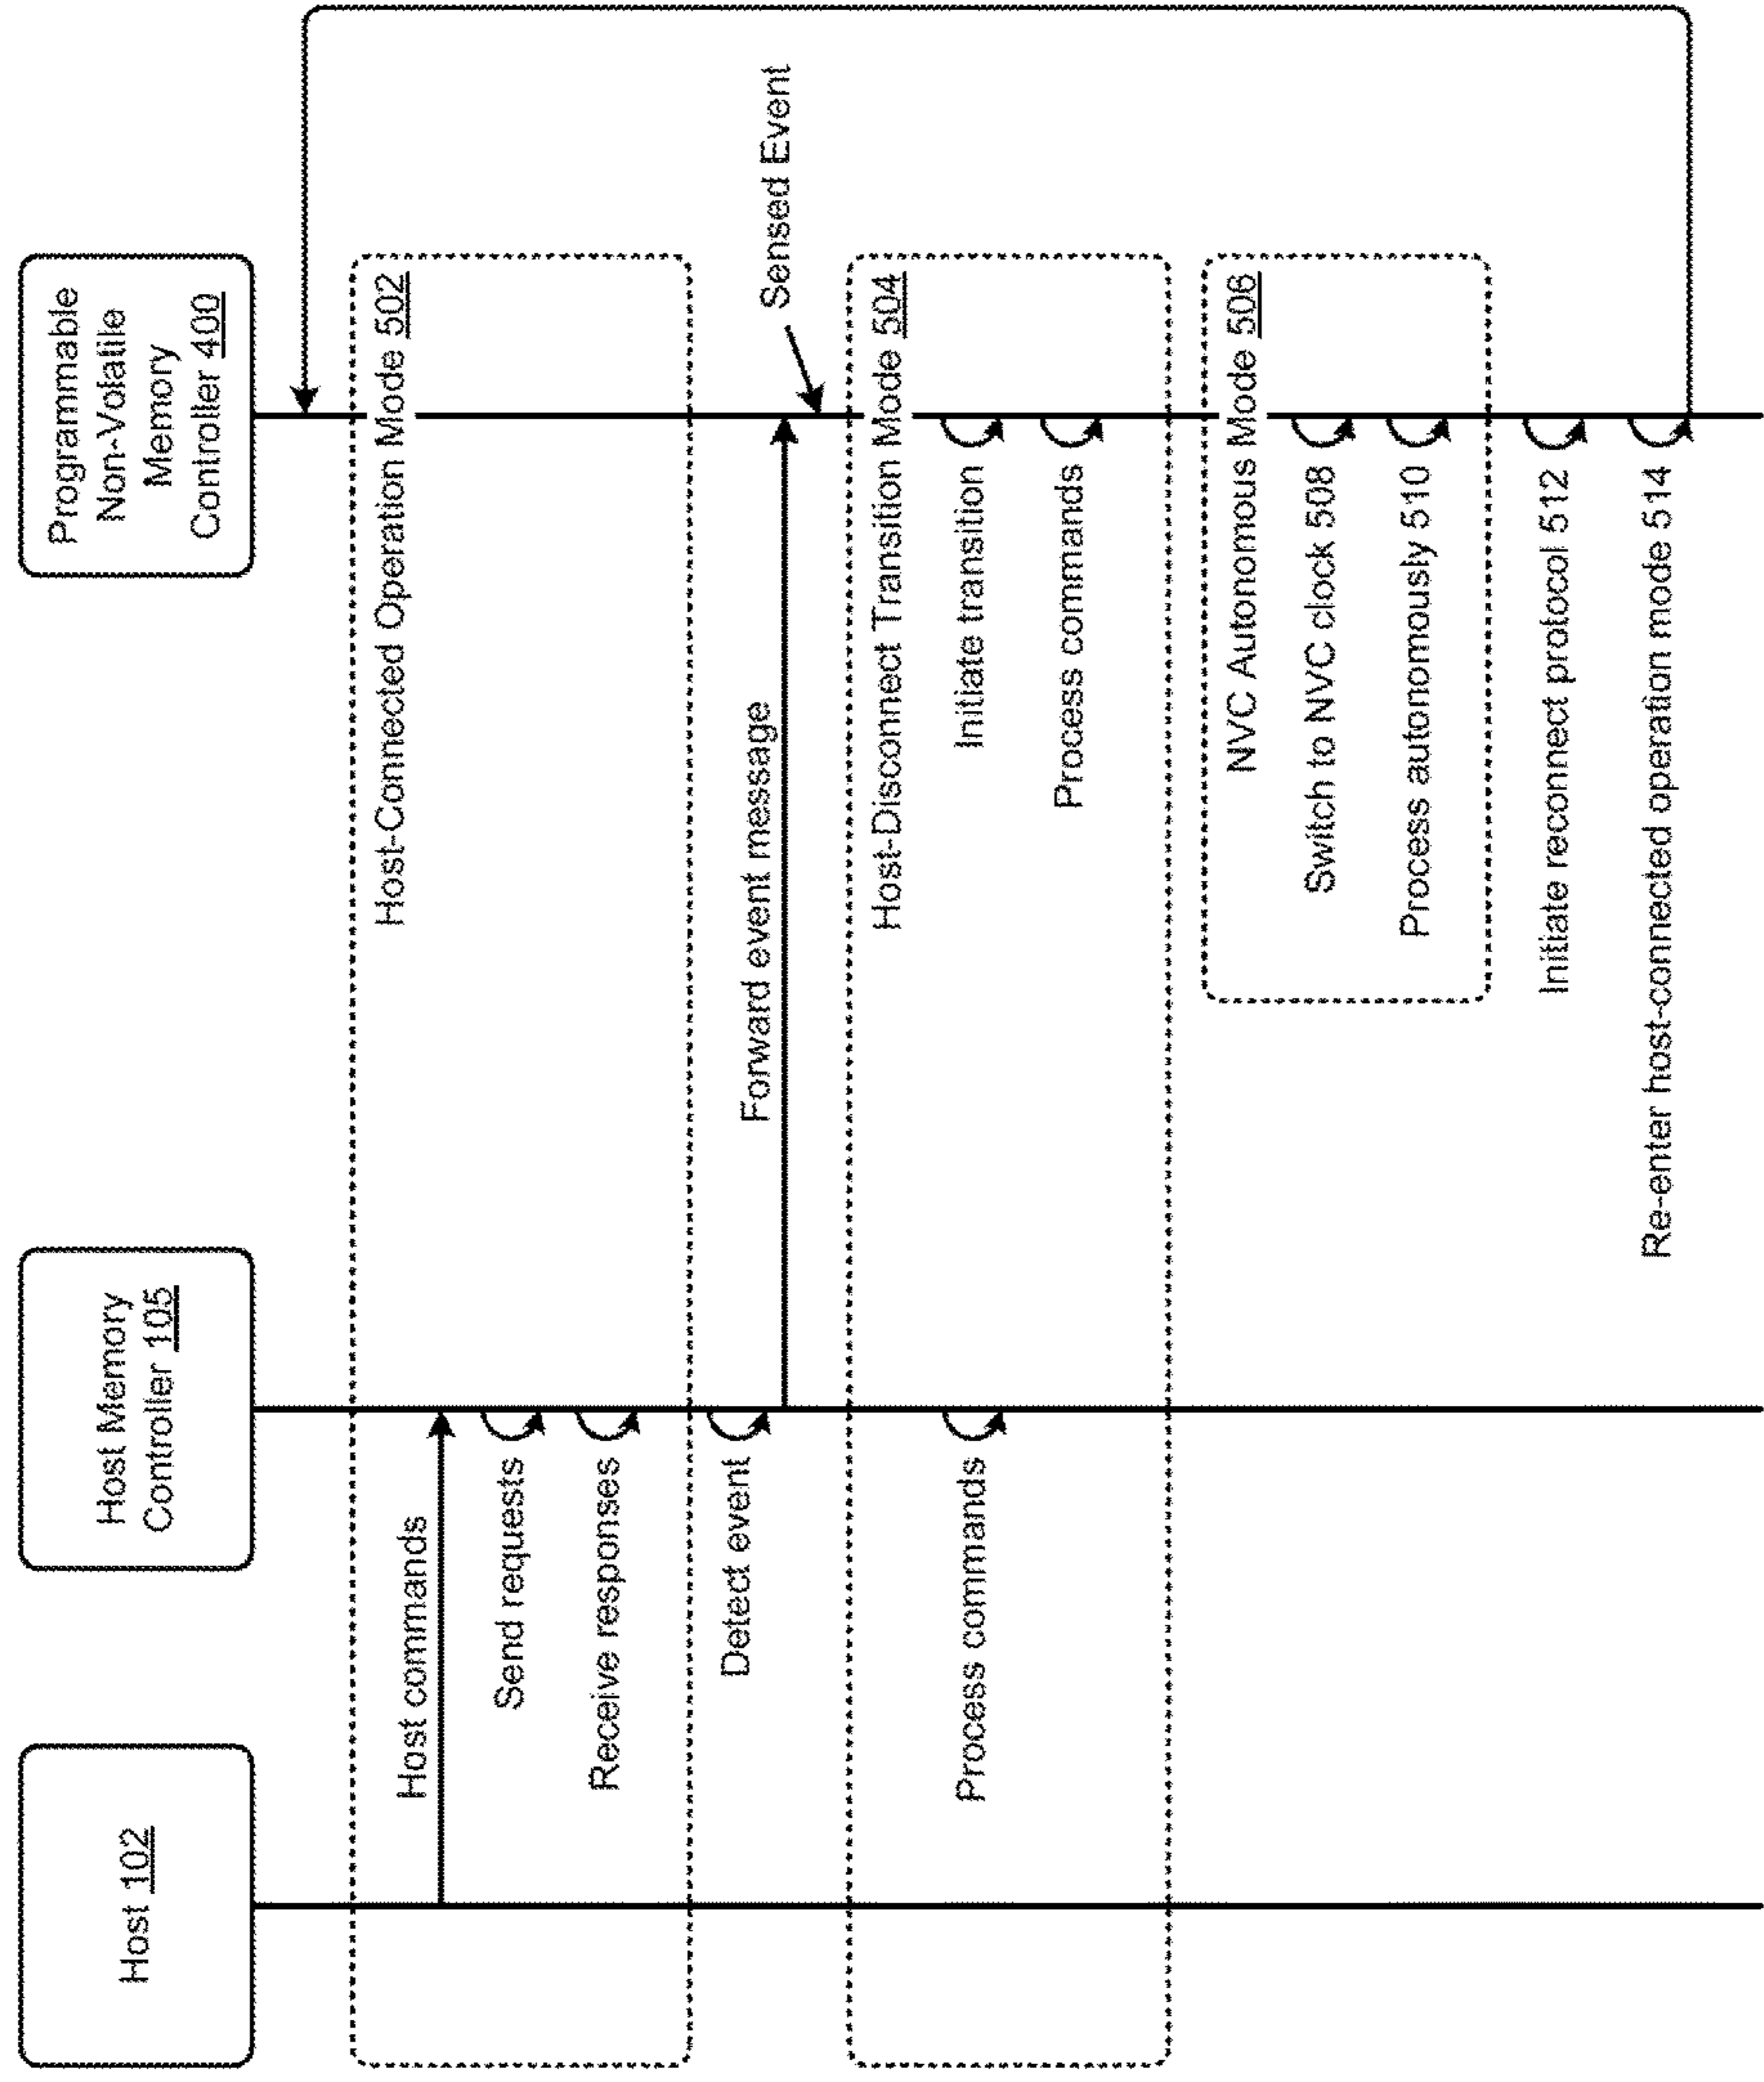 Host 102
Host Memory
Controller 105
Programmable
Non-Volatile
Memory
Controller 400
Host-Connected Operation Mode 502
Host commands
Send requests
Receive responses
Detect event
Forward event message
Sensed Event
Host-Disconnect Transition Mode 504
Process commands
Initiate transition
Process commands
NVC Autonomous Mode 506
Switch to NVC clock 508
Process autonomously 510
Initiate reconnect protocol 512
Re-enter host-connected operation mode 514